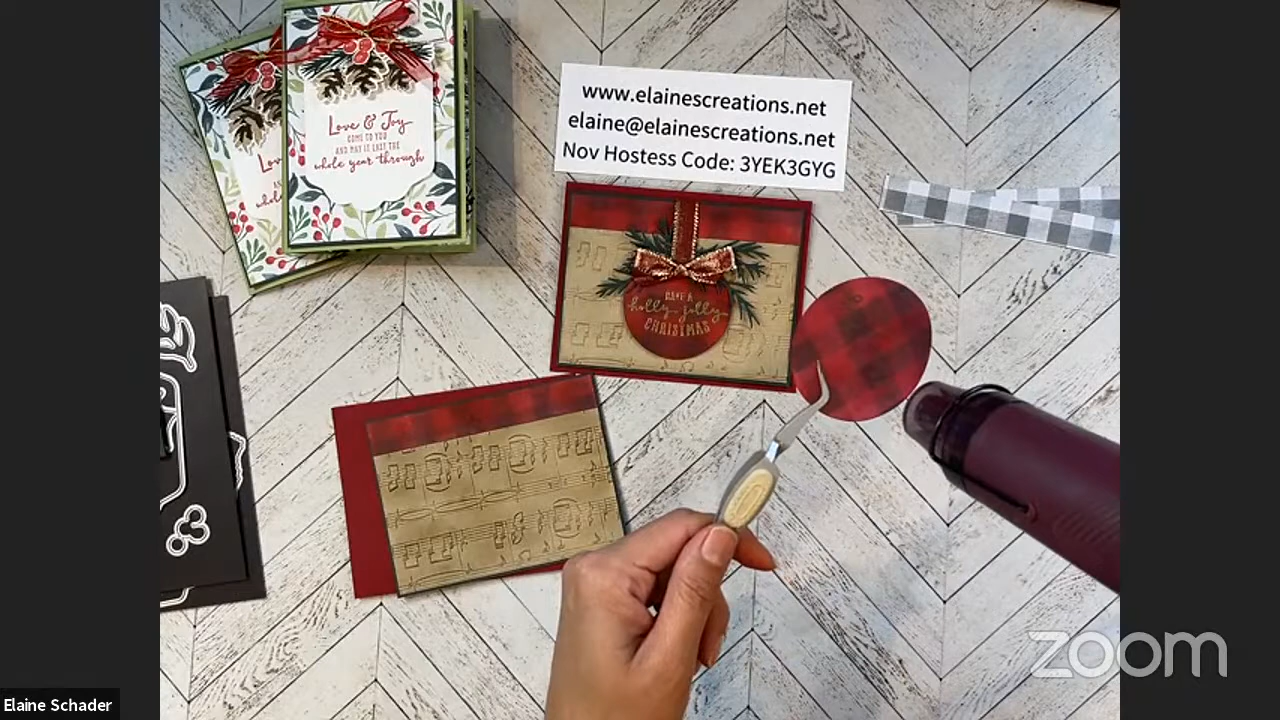 www.elainescreations.net
elaine@elainescreations.net
Nov Hostess Code: 3YEK3GYG
Love & Joy
COME TO YOU
AND MAY IT LAST THE
whole year through
HAVE A
holly jolly
CHRISTMAS
zoom
Elaine Schader